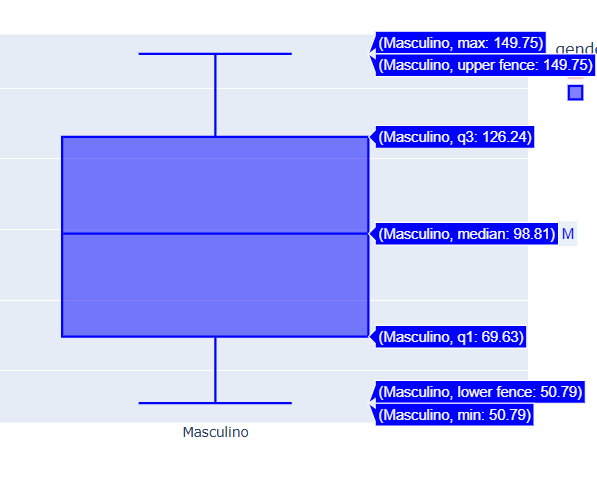 (Masculino, max: 149.75)
gende
(Masculino, upper fence: 149.75)
(Masculino, q3: 126.24)
(Masculino, median: 98.81)
M
(Masculino, q1: 69.63)
(Masculino, lower fence: 50.79)
(Masculino, min: 50.79)
Masculino